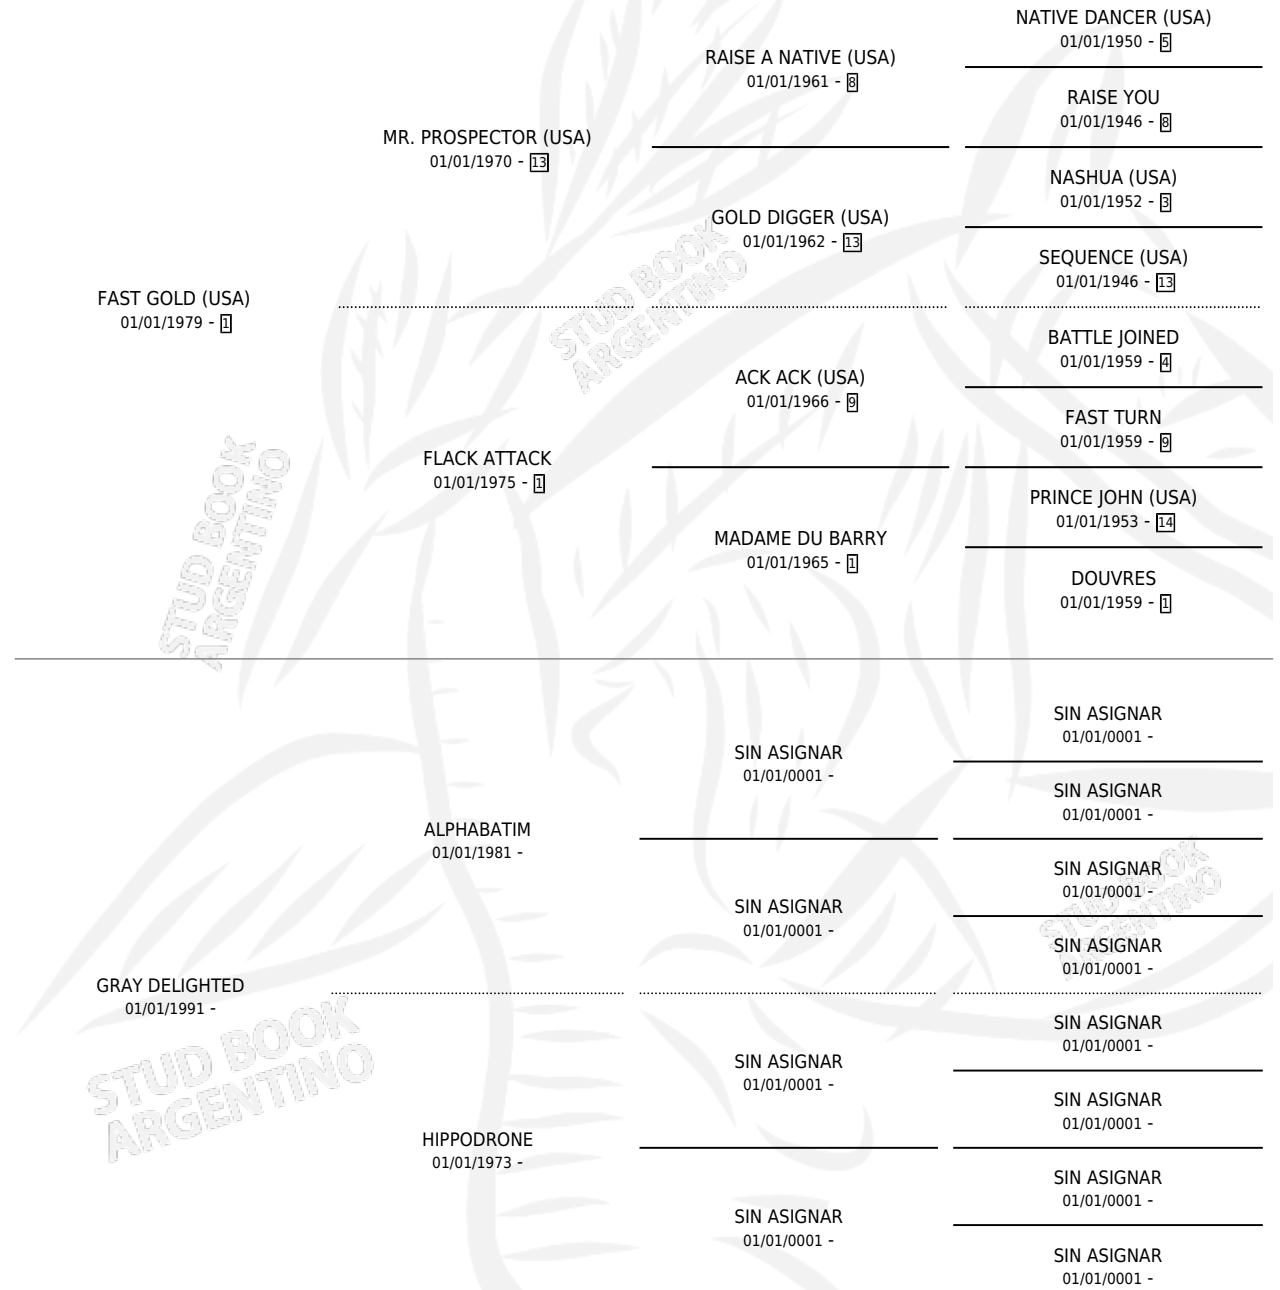 NATIVE DANCER (USA)
01/01/1950 - 5
RAISE A NATIVE (USA)
01/01/1961 - 8
RAISE YOU
01/01/1946 - 8
MR. PROSPECTOR (USA)
01/01/1970 - 13
NASHUA (USA)
01/01/1952 - 3
GOLD DIGGER (USA)
01/01/1962 - 13
SEQUENCE (USA)
01/01/1946 - 13
FAST GOLD (USA)
01/01/1979 - 1
BATTLE JOINED
01/01/1959 - 4
ACK ACK (USA)
01/01/1966 - 9
FAST TURN
01/01/1959 - 9
FLACK ATTACK
01/01/1975 - 1
PRINCE JOHN (USA)
01/01/1953 - 14
MADAME DU BARRY
01/01/1965 - 1
DOUVRES
01/01/1959 - 1
SIN ASIGNAR
01/01/0001 -
SIN ASIGNAR
01/01/0001 -
SIN ASIGNAR
01/01/0001 -
ALPHABATIM
01/01/1981 -
SIN ASIGNAR
01/01/0001 -
SIN ASIGNAR
01/01/0001 -
SIN ASIGNAR
01/01/0001 -
GRAY DELIGHTED
01/01/1991 -
SIN ASIGNAR
01/01/0001 -
SIN ASIGNAR
01/01/0001 -
SIN ASIGNAR
01/01/0001 -
HIPPODRONE
01/01/1973 -
SIN ASIGNAR
01/01/0001 -
SIN ASIGNAR
01/01/0001 -
SIN ASIGNAR
01/01/0001 -
STUD BOOK
ARGENTINO
STUD BOOK
ARGENTINO
STUD BOOK
ARGENTINO
STUD BOOK
ARGENTINO